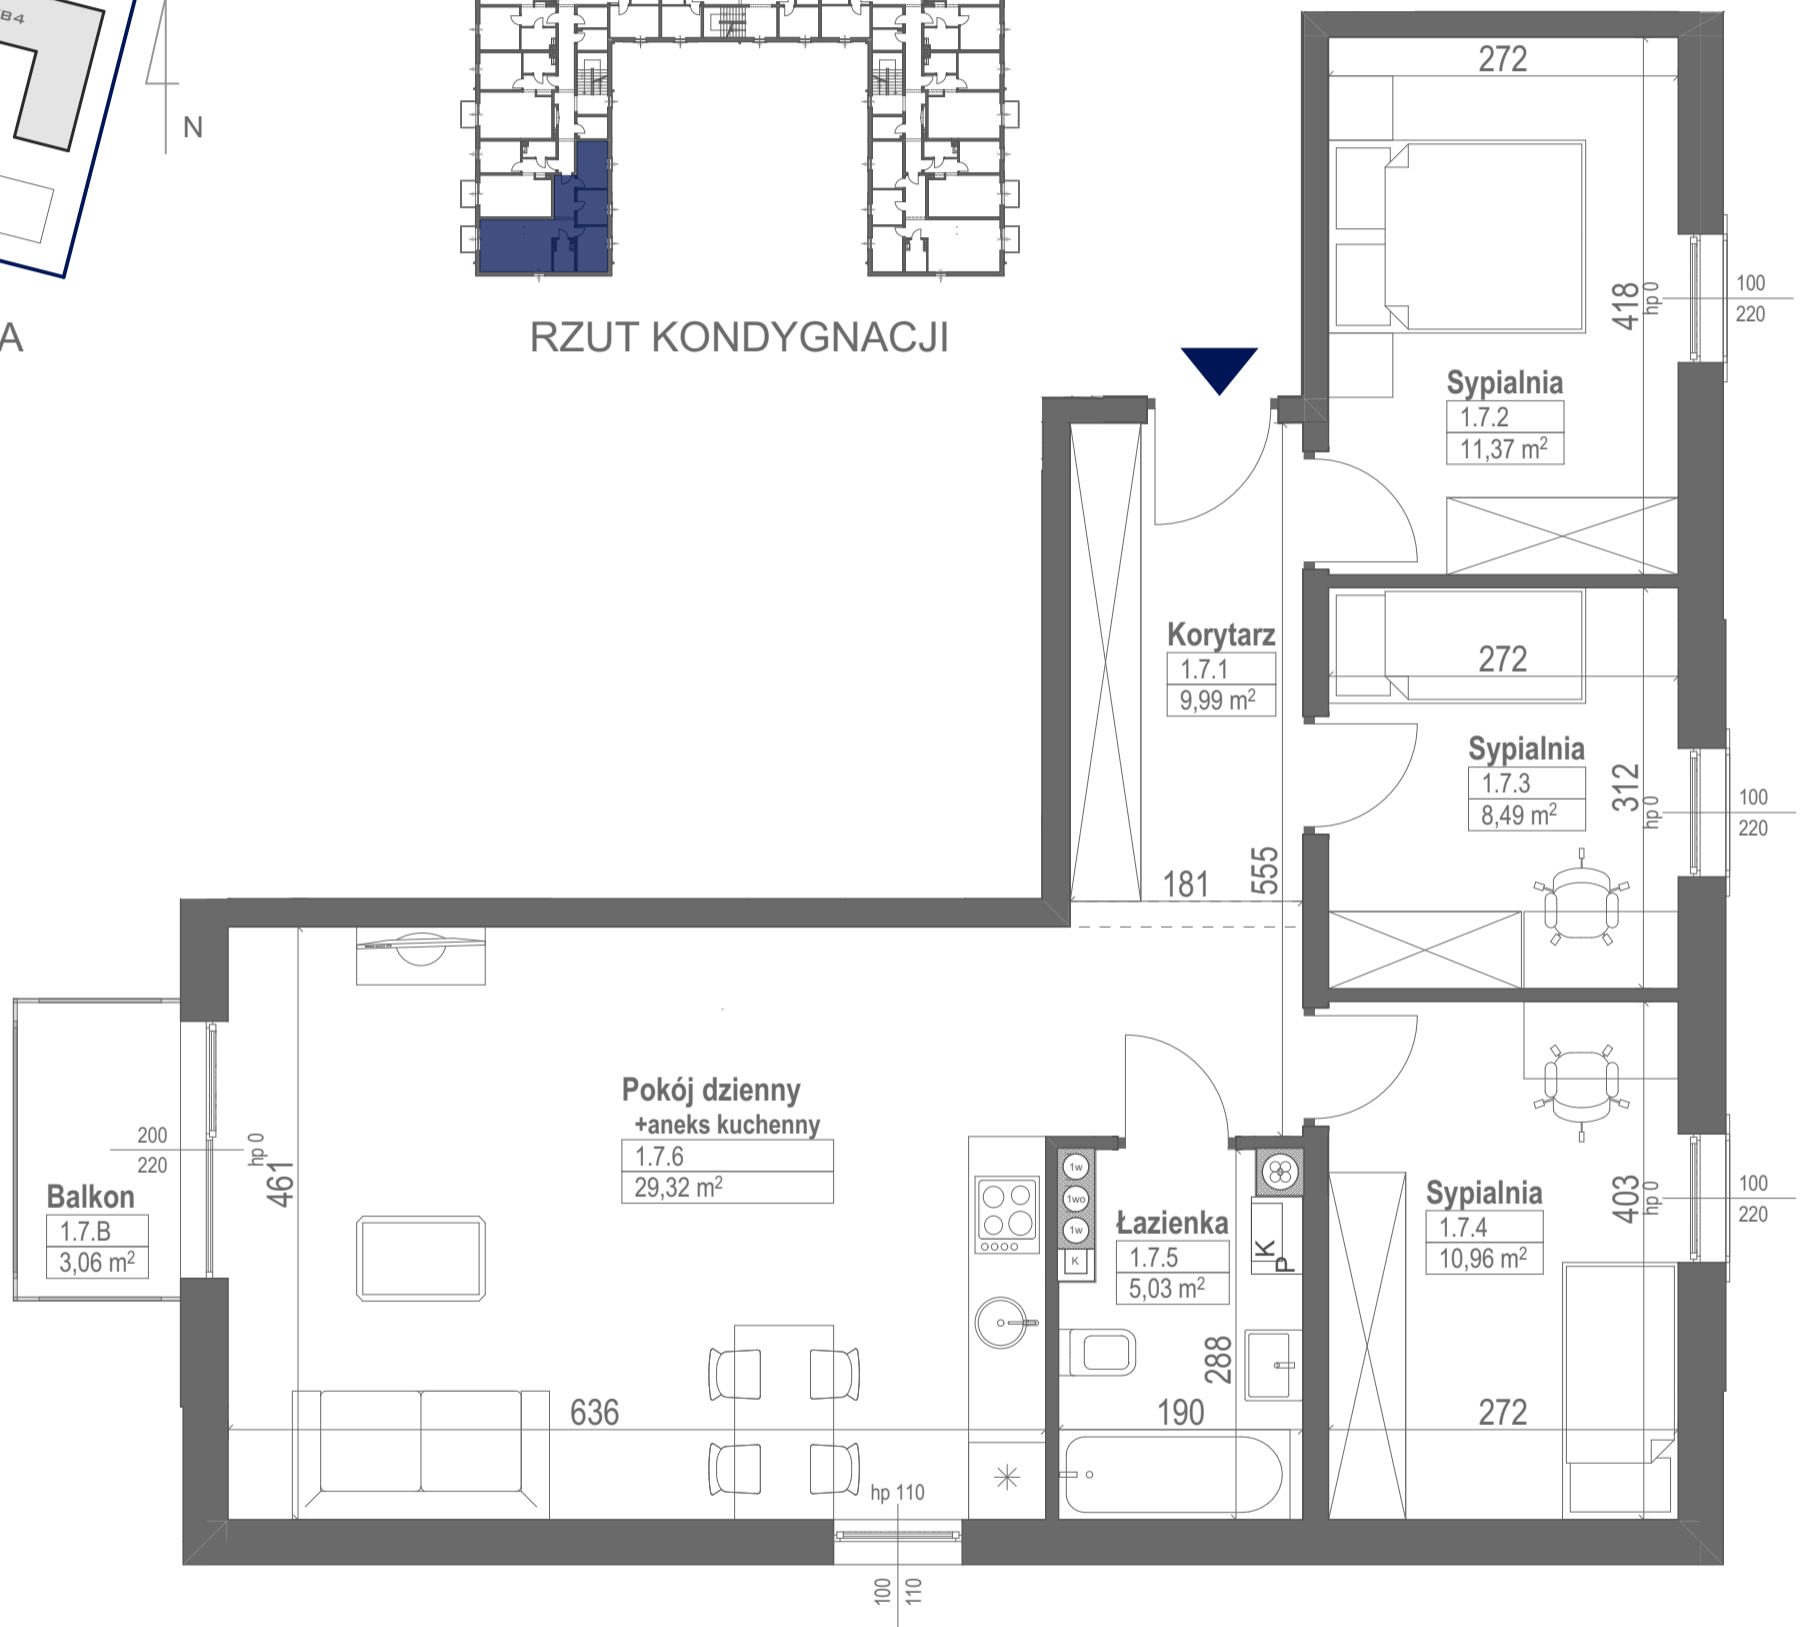 B4
N
A
RZUT KONDYGNACJI
272
418
hp 0
100
220
Sypialnia
1.7.2
11,37 m²
Korytarz
1.7.1
9,99 m²
272
Sypialnia
1.7.3
8,49 m²
312
hp 0
100
220
181
555
Pokój dzienny
+aneks kuchenny
1.7.6
29,32 m²
200
220
hp 0
461
Balkon
1.7.B
3,06 m²
1w
1wo
1w
K
Łazienka
1.7.5
5,03 m²
P K
Sypialnia
1.7.4
10,96 m²
403
hp 0
100
220
288
636
190
272
hp 110
100
110